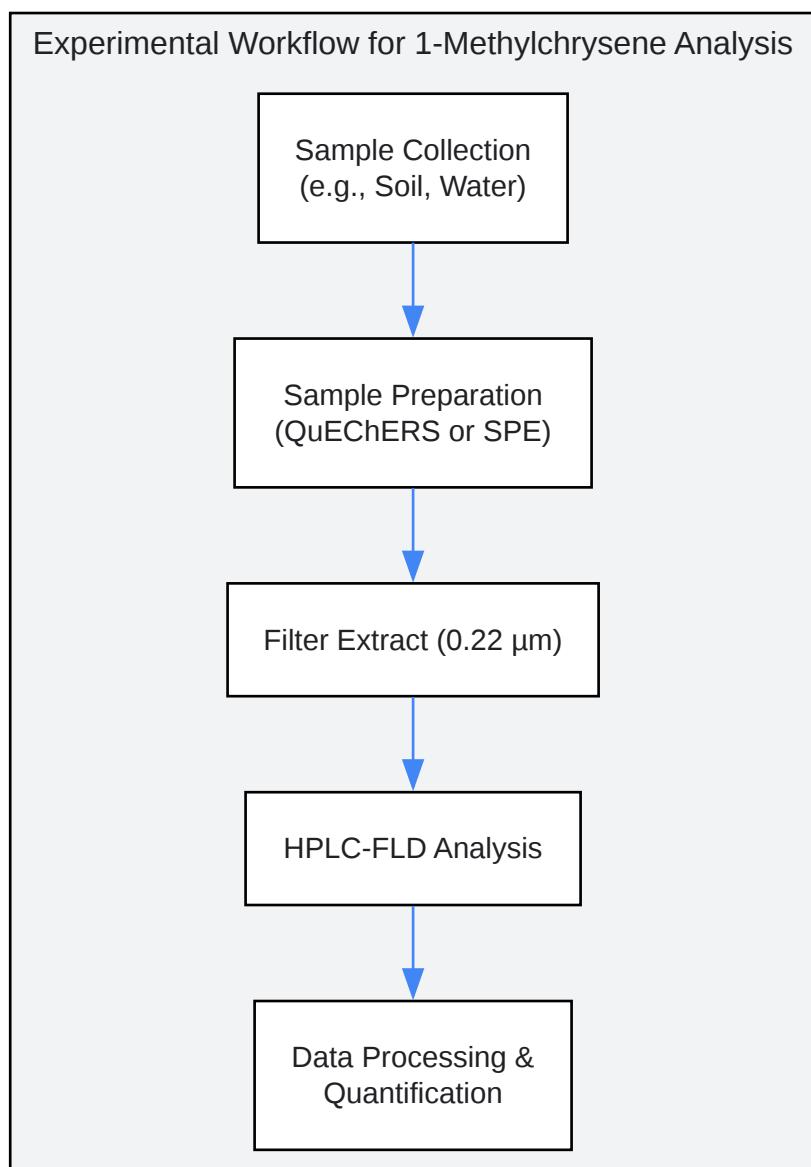 Experimental Workflow for 1-Methylchrysene Analysis
Sample Collection
(e.g., Soil, Water)
Sample Preparation
(QuEChERS or SPE)
Filter Extract (0.22 µm)
HPLC-FLD Analysis
Data Processing &
Quantification